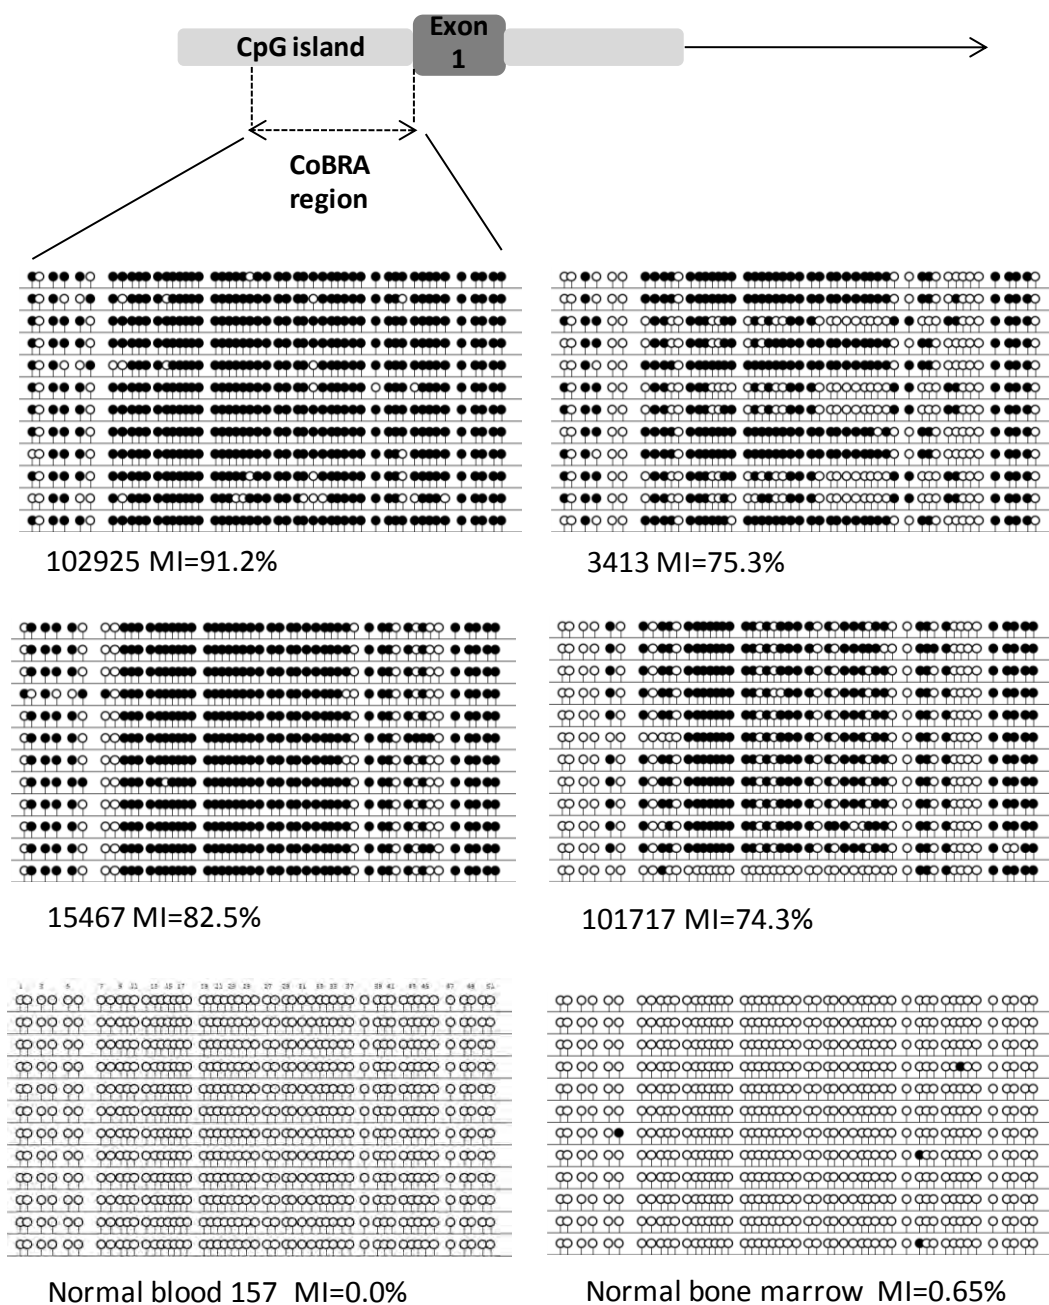 CpG island
Exon
1
CoBRA
region
102925 MI=91.2%
3413 MI=75.3%
15467 MI=82.5%
101717 MI=74.3%
Normal blood 157 MI=0.0%
Normal bone marrow MI=0.65%